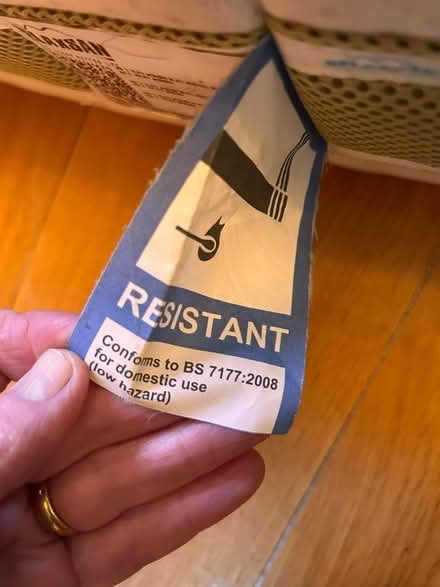 RESISTANT
Conforms to BS 7177:2008
for domestic use
(low hazard)